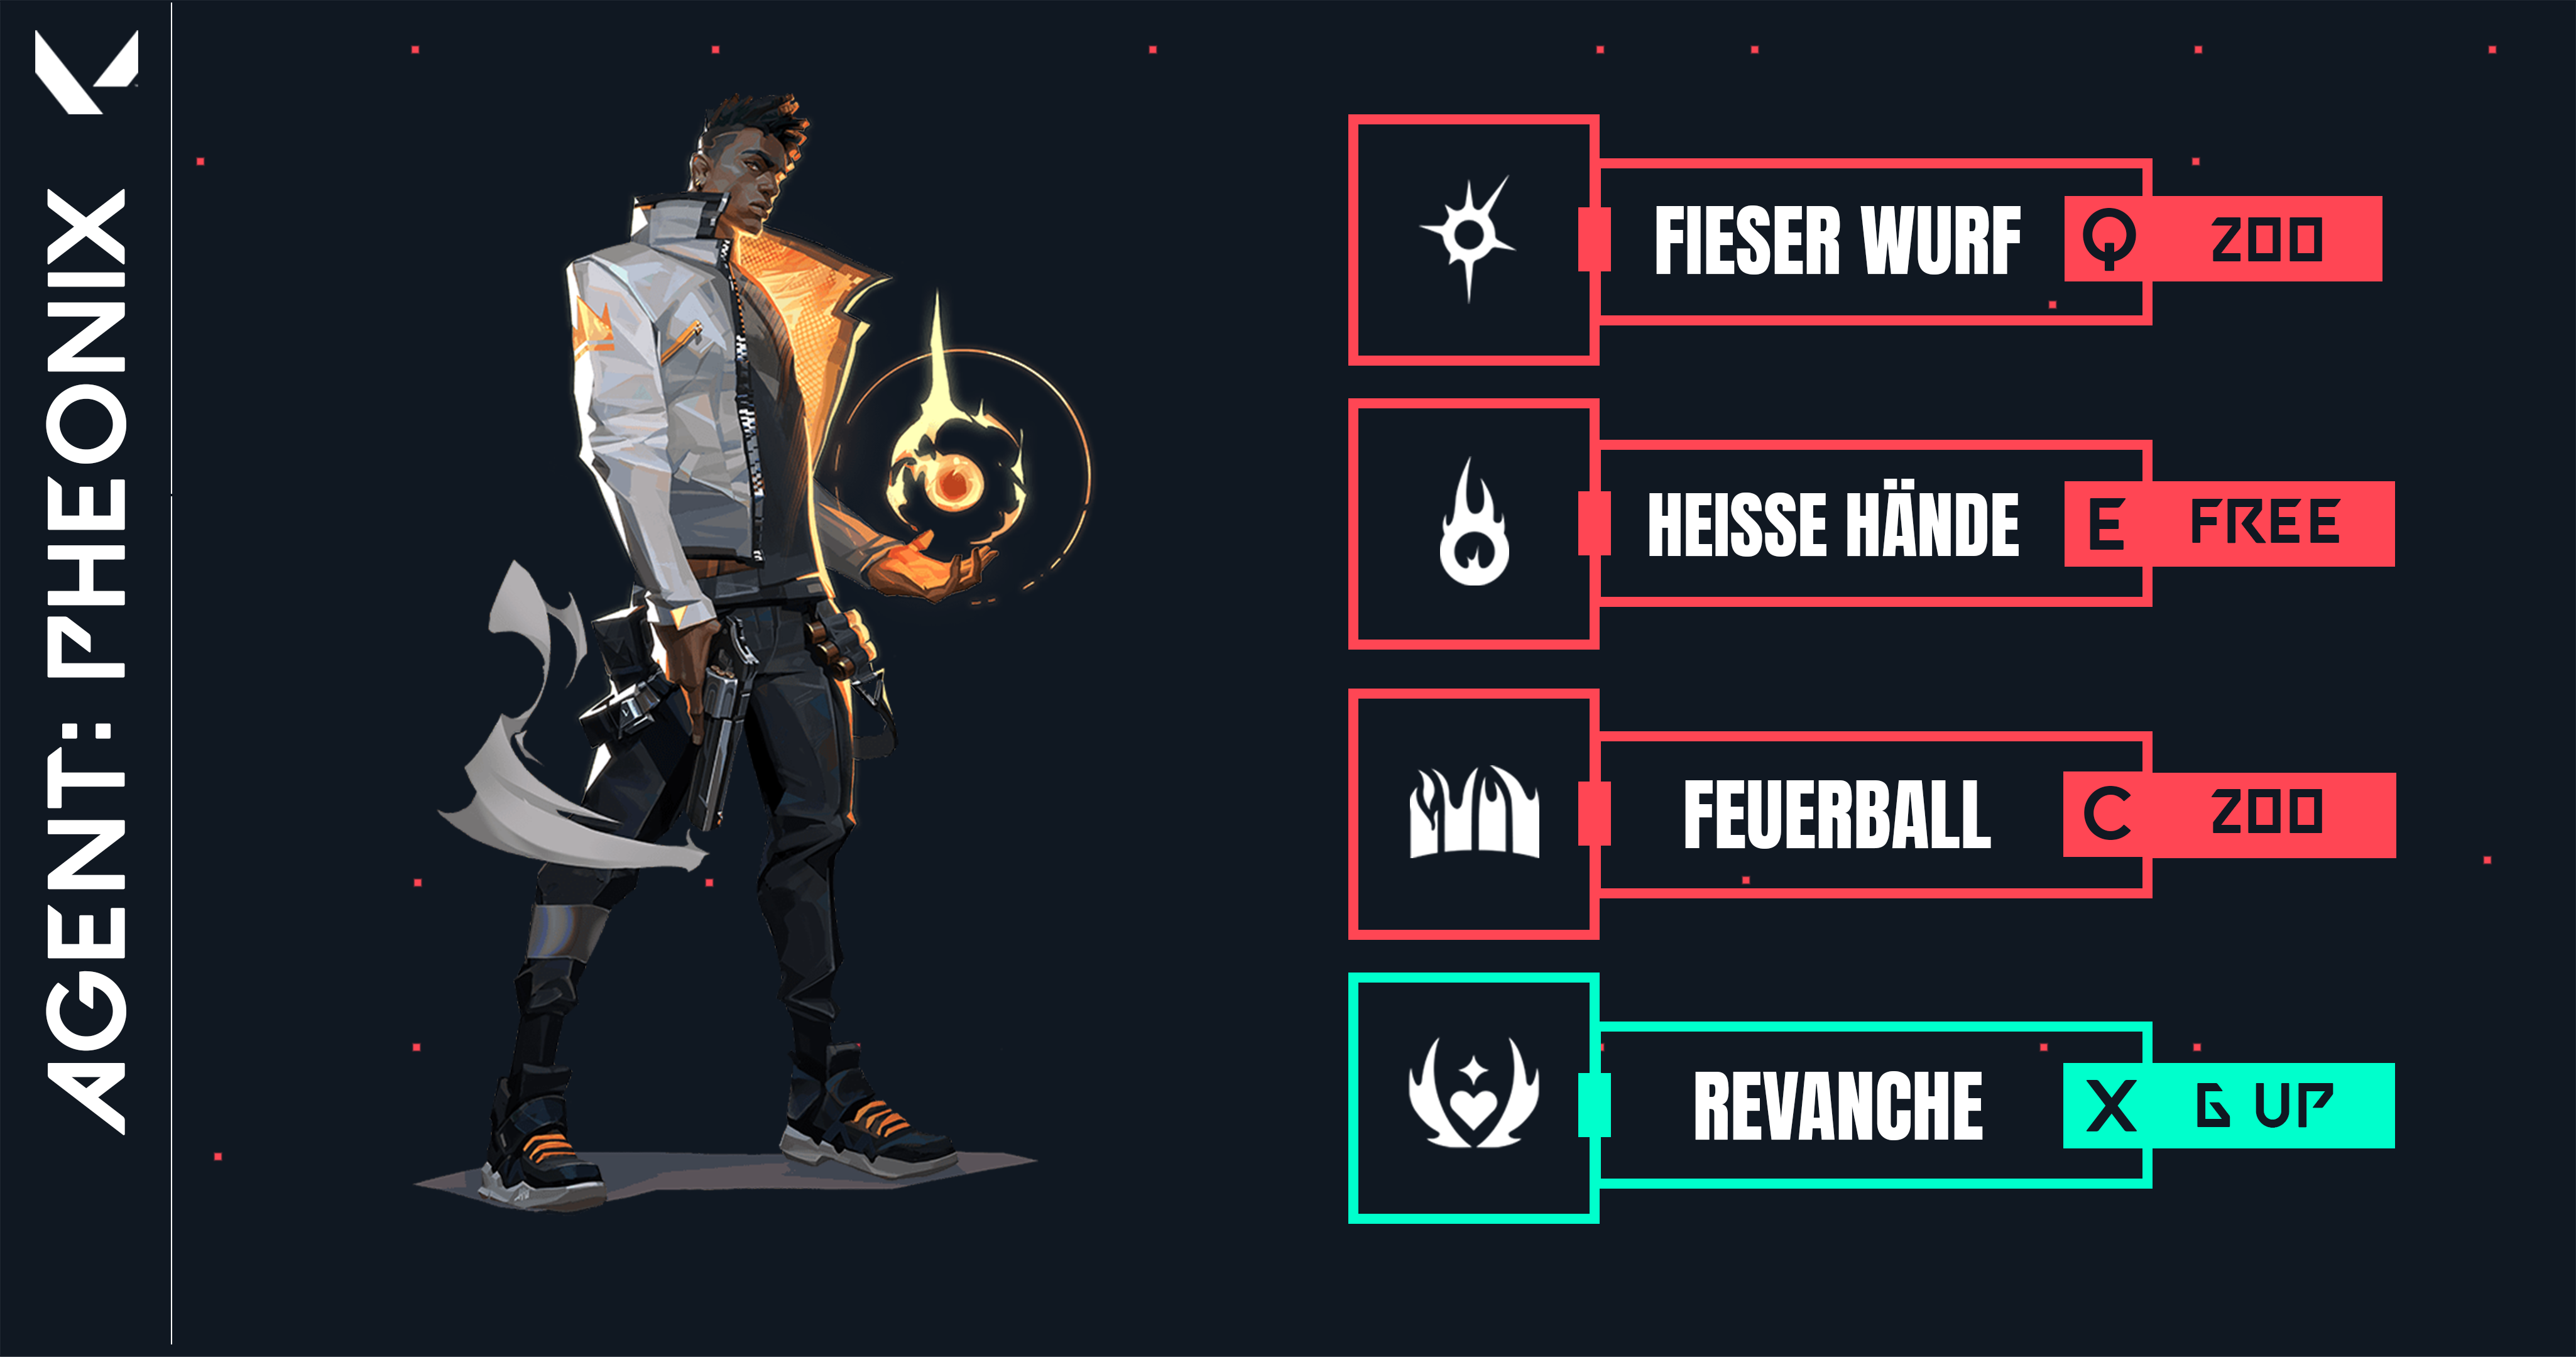 AGENT: PHEONIX
FIESER WURF
Q 200
HEISSE HÄNDE
E FREE
FEUERBALL
C 200
REVANCHE
X 6 UP